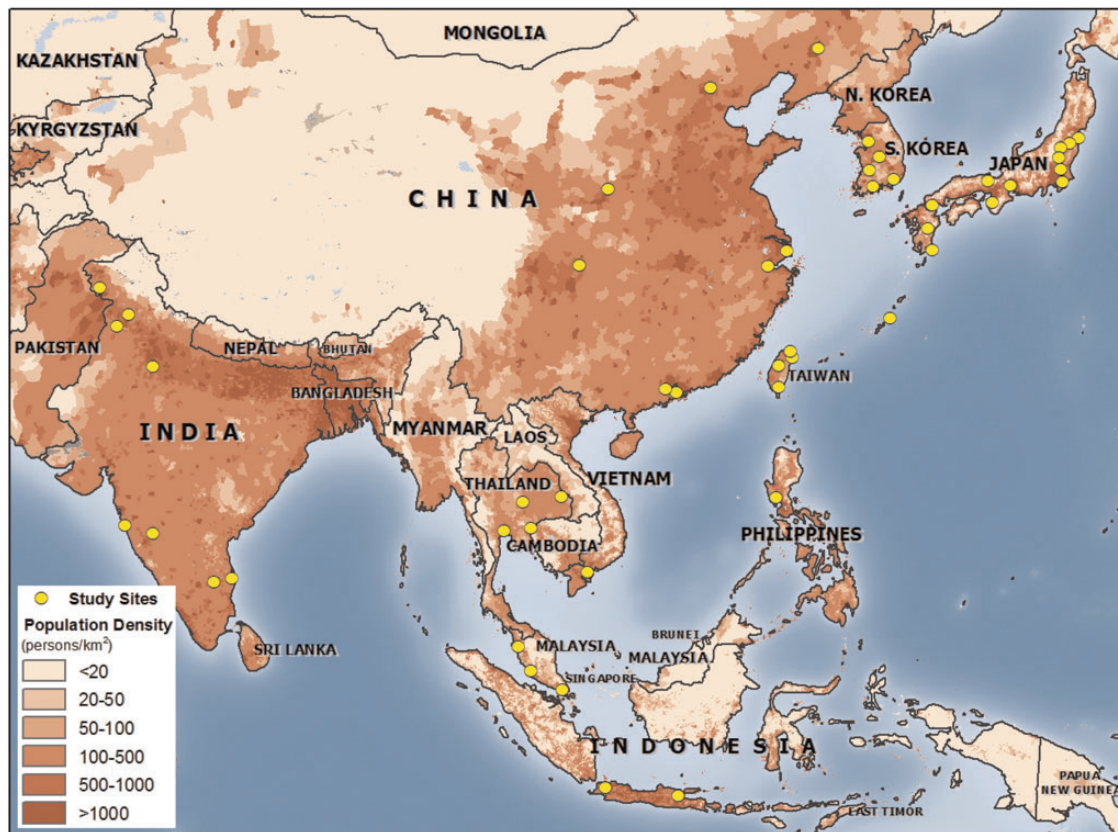 MONGOLIA
KAZAKHSTAN
KYRGYZSTAN
N. KOREA
S. KOREA
JAPAN
CHINA
PAKISTAN
NEPAL
BHUTAN
TAIWAN
BANGLADESH
INDIA
MYANMAR
LAOS
THAILAND
VIETNAM
PHILIPPINES
CAMBODIA
SRI LANKA
BRUNEI
MALAYSIA
MALAYSIA
SINGAPORE
INDONESIA
PAPUA
NEW GUINEA
EAST TIMOR
Study Sites
Population Density
(persons/km²)
<20
20-50
50-100
100-500
500-1000
>1000